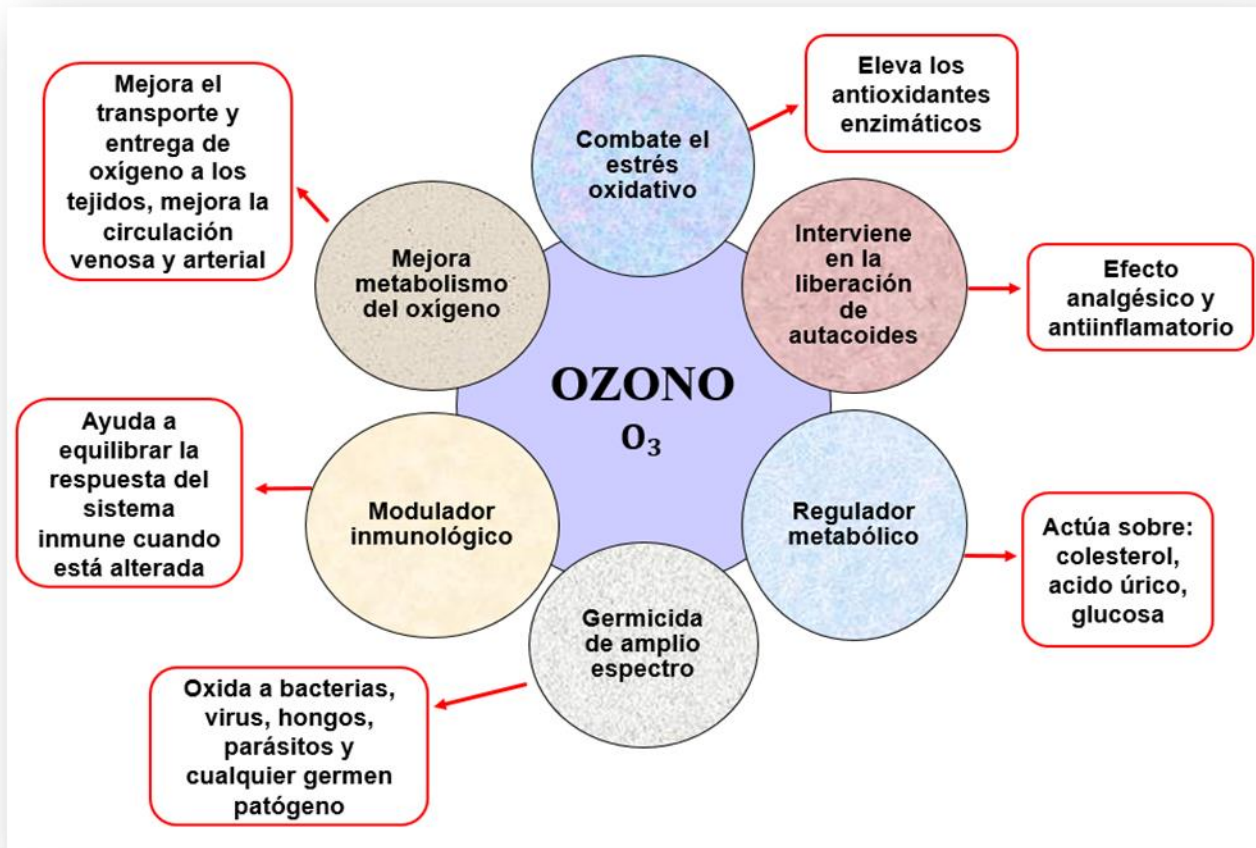 Mejora el
transporte y
entrega de
oxígeno a los
tejidos, mejora la
circulación
venosa y arterial
Combate el
estrés
oxidativo
Eleva los
antioxidantes
enzimáticos
Mejora
metabolismo
del oxígeno
Interviene
en la
liberación
de
autacoides
Efecto
analgésico y
antiinflamatorio
OZONO
O₃
Ayuda a
equilibrar la
respuesta del
sistema
inmune cuando
está alterada
Modulador
inmunológico
Regulador
metabólico
Actúa sobre:
colesterol,
acido úrico,
glucosa
Germicida
de amplio
espectro
Oxida a bacterias,
virus, hongos,
parásitos y
cualquier germen
patógeno